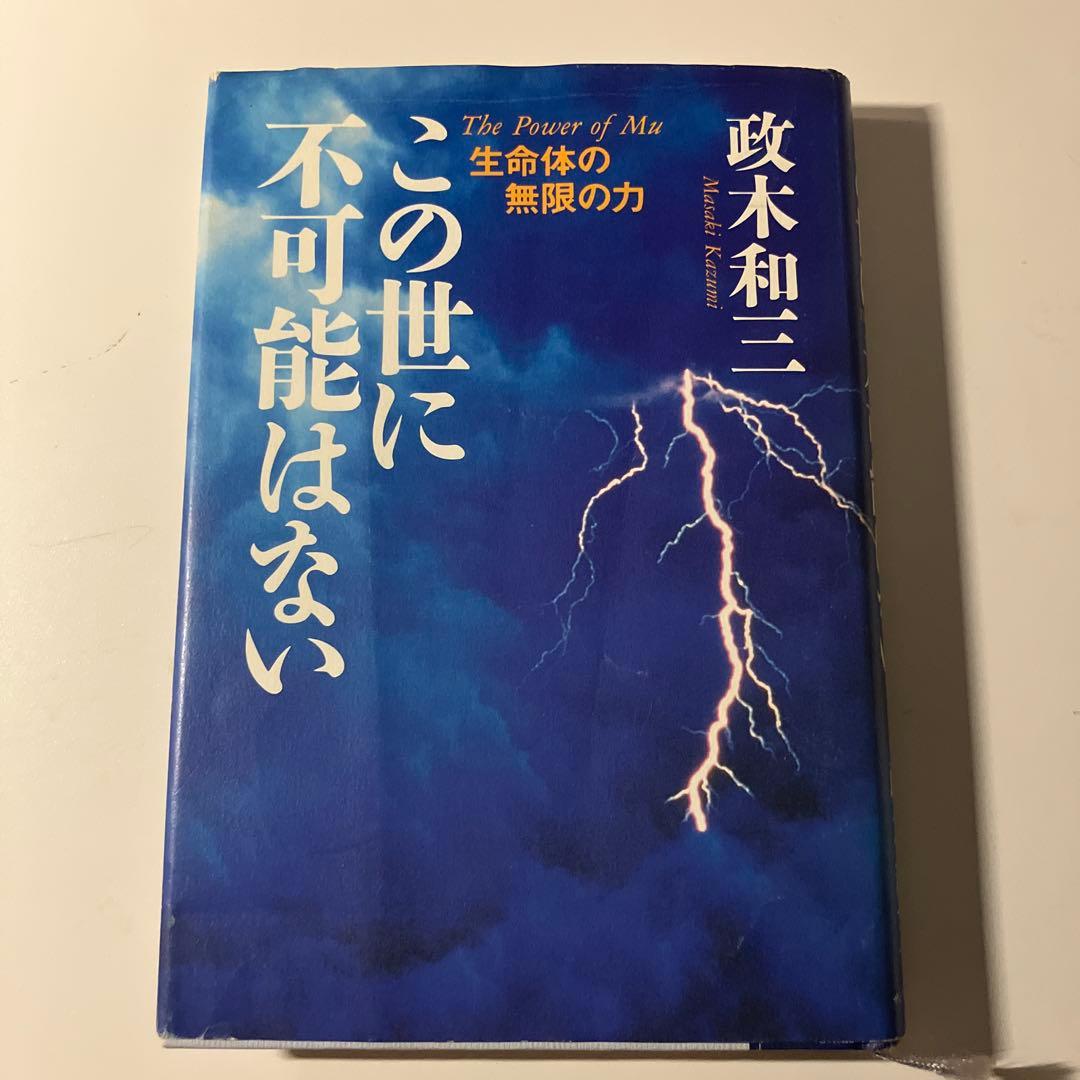 政木和三
Masaki Kazumi
The Power of Mu
生命体の
無限の力
この世に
不可能はない